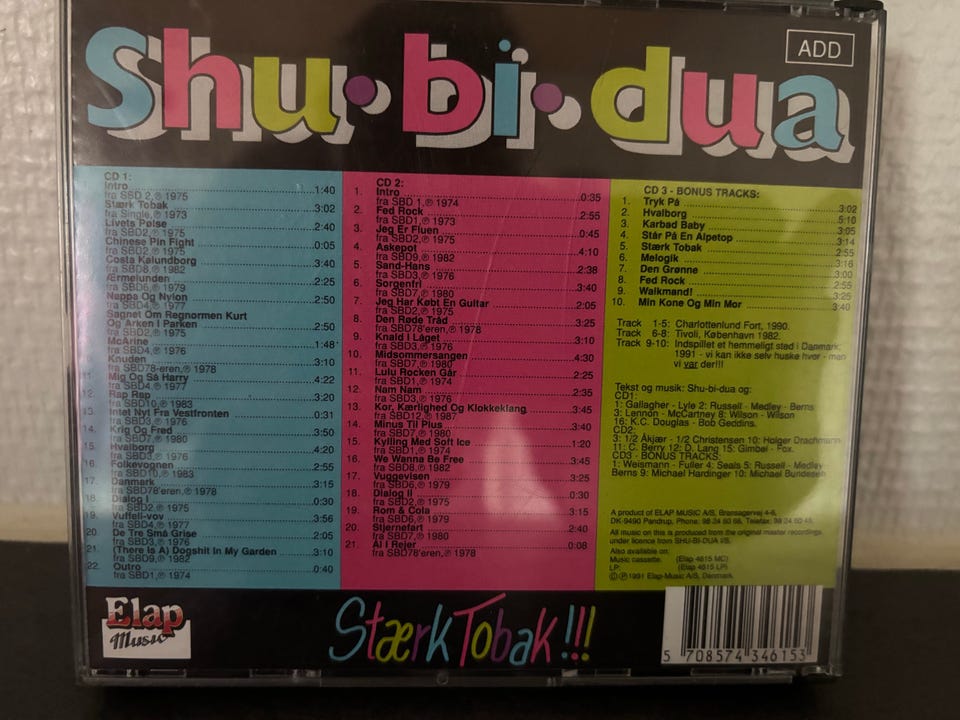 Shu·bi·dua
ADD
CD 1:
Intro 1:40
fra SBD 2,℗ 1975
Stærk Tobak 3:02
fra Single,℗ 1973
Livets Pølse 2:40
fra SBD2,℗ 1975
Chinese Pin Fight 0:05
fra SBD2 ℗ 1975
Costa Kalundborg 3:40
fra SBD8,℗ 1982
Ærmelunden 2:25
fra SBD6,℗ 1979
Nappa Og Nylon 2:50
fra SBD4,℗ 1977
Sagnet Om Regnormen Kurt
Og Arken I Parken 2:50
fra SBD2,℗ 1975
McArine 1:48
fra SBD4,℗ 1976
Knuden 3:10
fra SBD78-eren,℗ 1978
11. Mig Og Så Harry 4:22
fra SBD4,℗ 1977
12. Rap Rap 3:20
fra SBD10,℗ 1983
13. Intet Nyt Fra Vestfronten 0:31
fra SBD3,℗ 1976
14. Krig Og Frød 3:50
fra SBD7,℗ 1980
15. Hvalborg 4:20
fra SBD3,℗ 1976
16. Folkevognen 2:55
fra SBD10,℗ 1983
17. Danmark 3:15
fra SBD78'eren,℗ 1978
18. Dialog I 0:30
fra SBD2,℗ 1975
19. Vuffeli-vov 3:56
fra SBD4,℗ 1977
20. De Tre Små Grise 2:05
fra SBD3,℗ 1976
21. (There Is A) Dogshit In My Garden 3:10
fra SBD9,℗ 1982
22. Outro 0:40
fra SBD1,℗ 1974
CD 2:
1. Intro 0:35
fra SBD 1,℗ 1974
2. Fed Rock 2:55
fra SBD1,℗ 1973
3. Jeg Er Fluen 0:45
fra SBD2,℗ 1975
4. Askepot 4:10
fra SBD9,℗ 1982
5. Sand-Hans 2:38
fra SBD3,℗ 1976
6. Sorgenfri 3:40
fra SBD7,℗ 1980
7. Jeg Har Købt En Guitar 2:05
fra SBD2,℗ 1975
8. Den Røde Tråd 3:25
fra SBD78'eren,℗ 1978
9. Knald I Låget 3:10
fra SBD3,℗ 1976
10. Midsommersangen 4:30
fra SBD7,℗ 1980
11. Lulu Rocken Går 2:25
fra SBD1,℗ 1974
12. Nam Nam 2:35
fra SBD3,℗ 1976
13. Kor, Kærlighed Og Klokkeklang 3:45
fra SBD12,℗ 1987
14. Minus Til Plus 3:40
fra SBD7,℗ 1980
15. Kylling Med Soft Ice 1:20
fra SBD1,℗ 1974
16. We Wanna Be Free 3:45
fra SBD8,℗ 1982
17. Vuggevisen 3:25
fra SBD6,℗ 1979
18. Dialog II 0:30
fra SBD2,℗ 1975
19. Rom & Cola 3:15
fra SBD6,℗ 1979
20. Stjernefart 2:40
fra SBD7,℗ 1980
21. Al I Rejer 0:08
fra SBD78'eren,℗ 1978
CD 3 - BONUS TRACKS:
1. Tryk På 3:02
2. Hvalborg 5:10
3. Karbad Baby 3:05
4. Står På En Alpetop 3:14
5. Stærk Tobak 2:55
6. Melogik 3:16
7. Den Grønne 3:00
8. Fed Rock 2:55
9. Walkmand! 3:25
10. Min Kone Og Min Mor 3:40
Track 1-5: Charlottenlund Fort, 1990.
Track 6-8: Tivoli, København 1982.
Track 9-10: Indspillet et hemmeligt sted i Danmark,
1991 - vi kan ikke selv huske hvor - men
vi var der!!!
Tekst og musik: Shu-bi-dua og:
CD1:
1: Gallagher - Lyle 2: Russell - Medley - Berns
3: Lennon - McCartney 8: Wilson - Wilson
16: K.C. Douglas - Bob Geddins.
CD2:
3: 1/2 Åkjær - 1/2 Christensen 10: Holger Drachmann
11: C. Berry 12: D. Lang 15: Gimbel - Fox.
CD3 - BONUS TRACKS:
1: Weismann - Fuller 4: Seals 5: Russell - Medley
Berns 9: Michael Hardinger 10: Michael Bundesen
A product of ELAP MUSIC A/S, Brønsagervej 4-6,
DK-9490 Pandrup, Phone: 98 24 50 66, Telefax: 98 24 50 45.
All music on this is produced from the original master recordings
under licence from SHU-BI-DUA I/S.
Also available on:
Music cassette: (Elap 4615 MC)
LP: (Elap 4615 LP)
©℗1991 Elap-Music A/S, Denmark.
Elap
Music
Stærk Tobak!!!
5 708574 346153